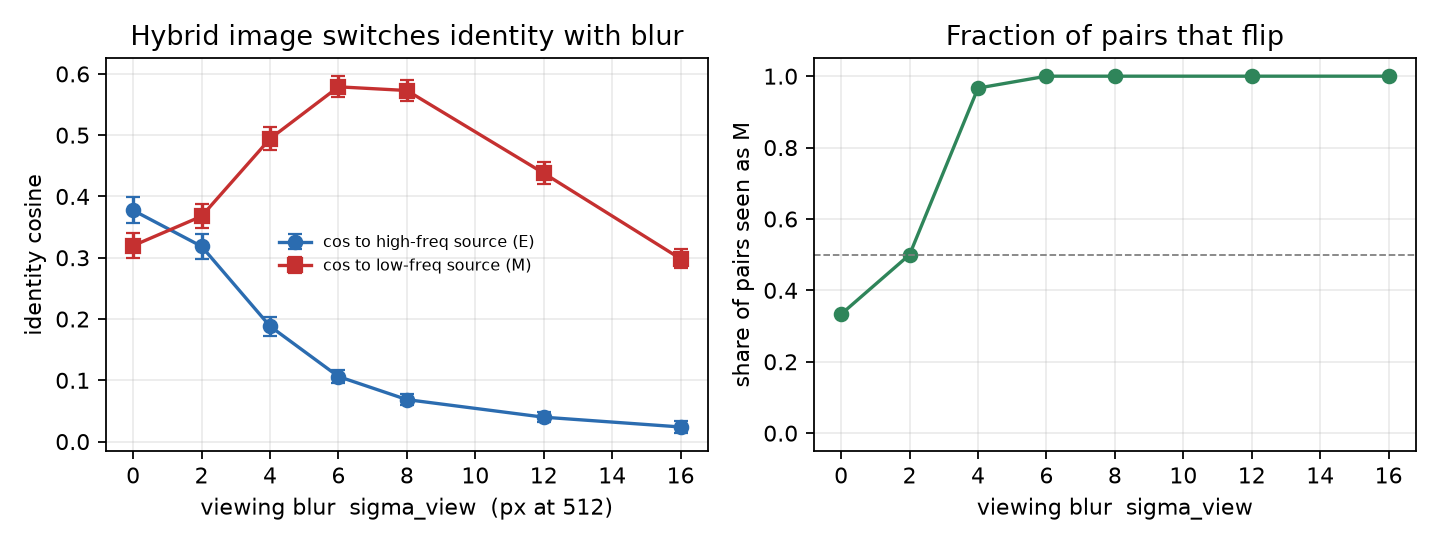 Hybrid image switches identity with blur
identity cosine
0.6
0.5
0.4
0.3
0.2
0.1
0.0
cos to high-freq source (E)
cos to low-freq source (M)
0 2 4 6 8 10 12 14 16
viewing blur sigma_view (px at 512)
Fraction of pairs that flip
share of pairs seen as M
1.0
0.8
0.6
0.4
0.2
0.0
0 2 4 6 8 10 12 14 16
viewing blur sigma_view